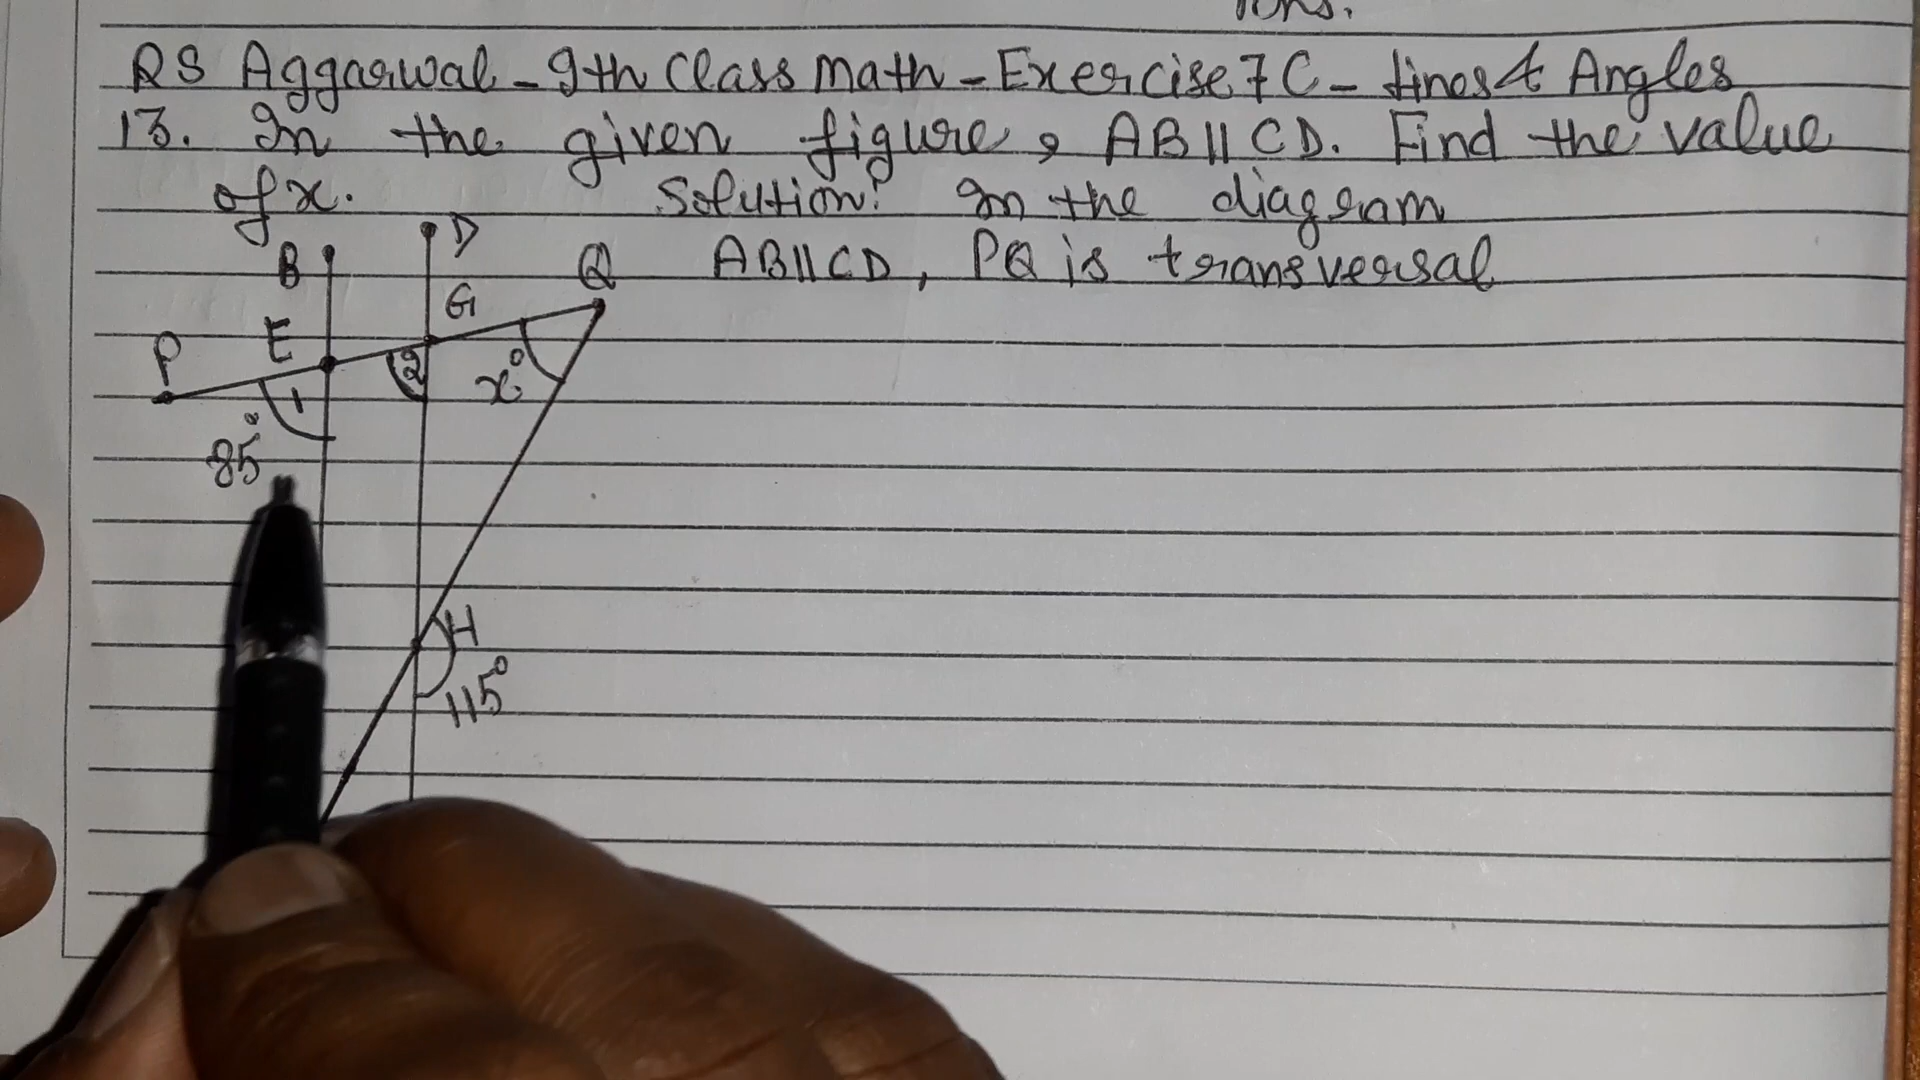 ions.
RS Aggarwal - 9th Class math - Exercise 7C - Lines & Angles
13. In the given figure, AB || CD. Find the value
of x. Solution: In the diagram
AB || CD, PQ is transversal
D
B
Q
G
E
P
2
x°
1
85°
H
115°